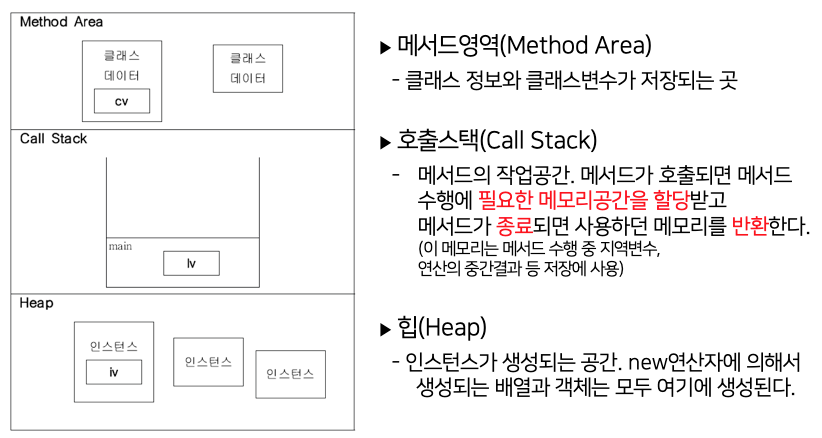 Method Area
클래스
데이터
cv
클래스
데이터
Call Stack
main
lv
Heap
인스턴스
iv
인스턴스
인스턴스
▶ 메서드영역(Method Area)
- 클래스 정보와 클래스변수가 저장되는 곳
▶ 호출스택(Call Stack)
- 메서드의 작업공간. 메서드가 호출되면 메서드
수행에 필요한 메모리공간을 할당받고
메서드가 종료되면 사용하던 메모리를 반환한다.
(이 메모리는 메서드 수행 중 지역변수,
연산의 중간결과 등 저장에 사용)
▶ 힙(Heap)
- 인스턴스가 생성되는 공간. new연산자에 의해서
생성되는 배열과 객체는 모두 여기에 생성된다.